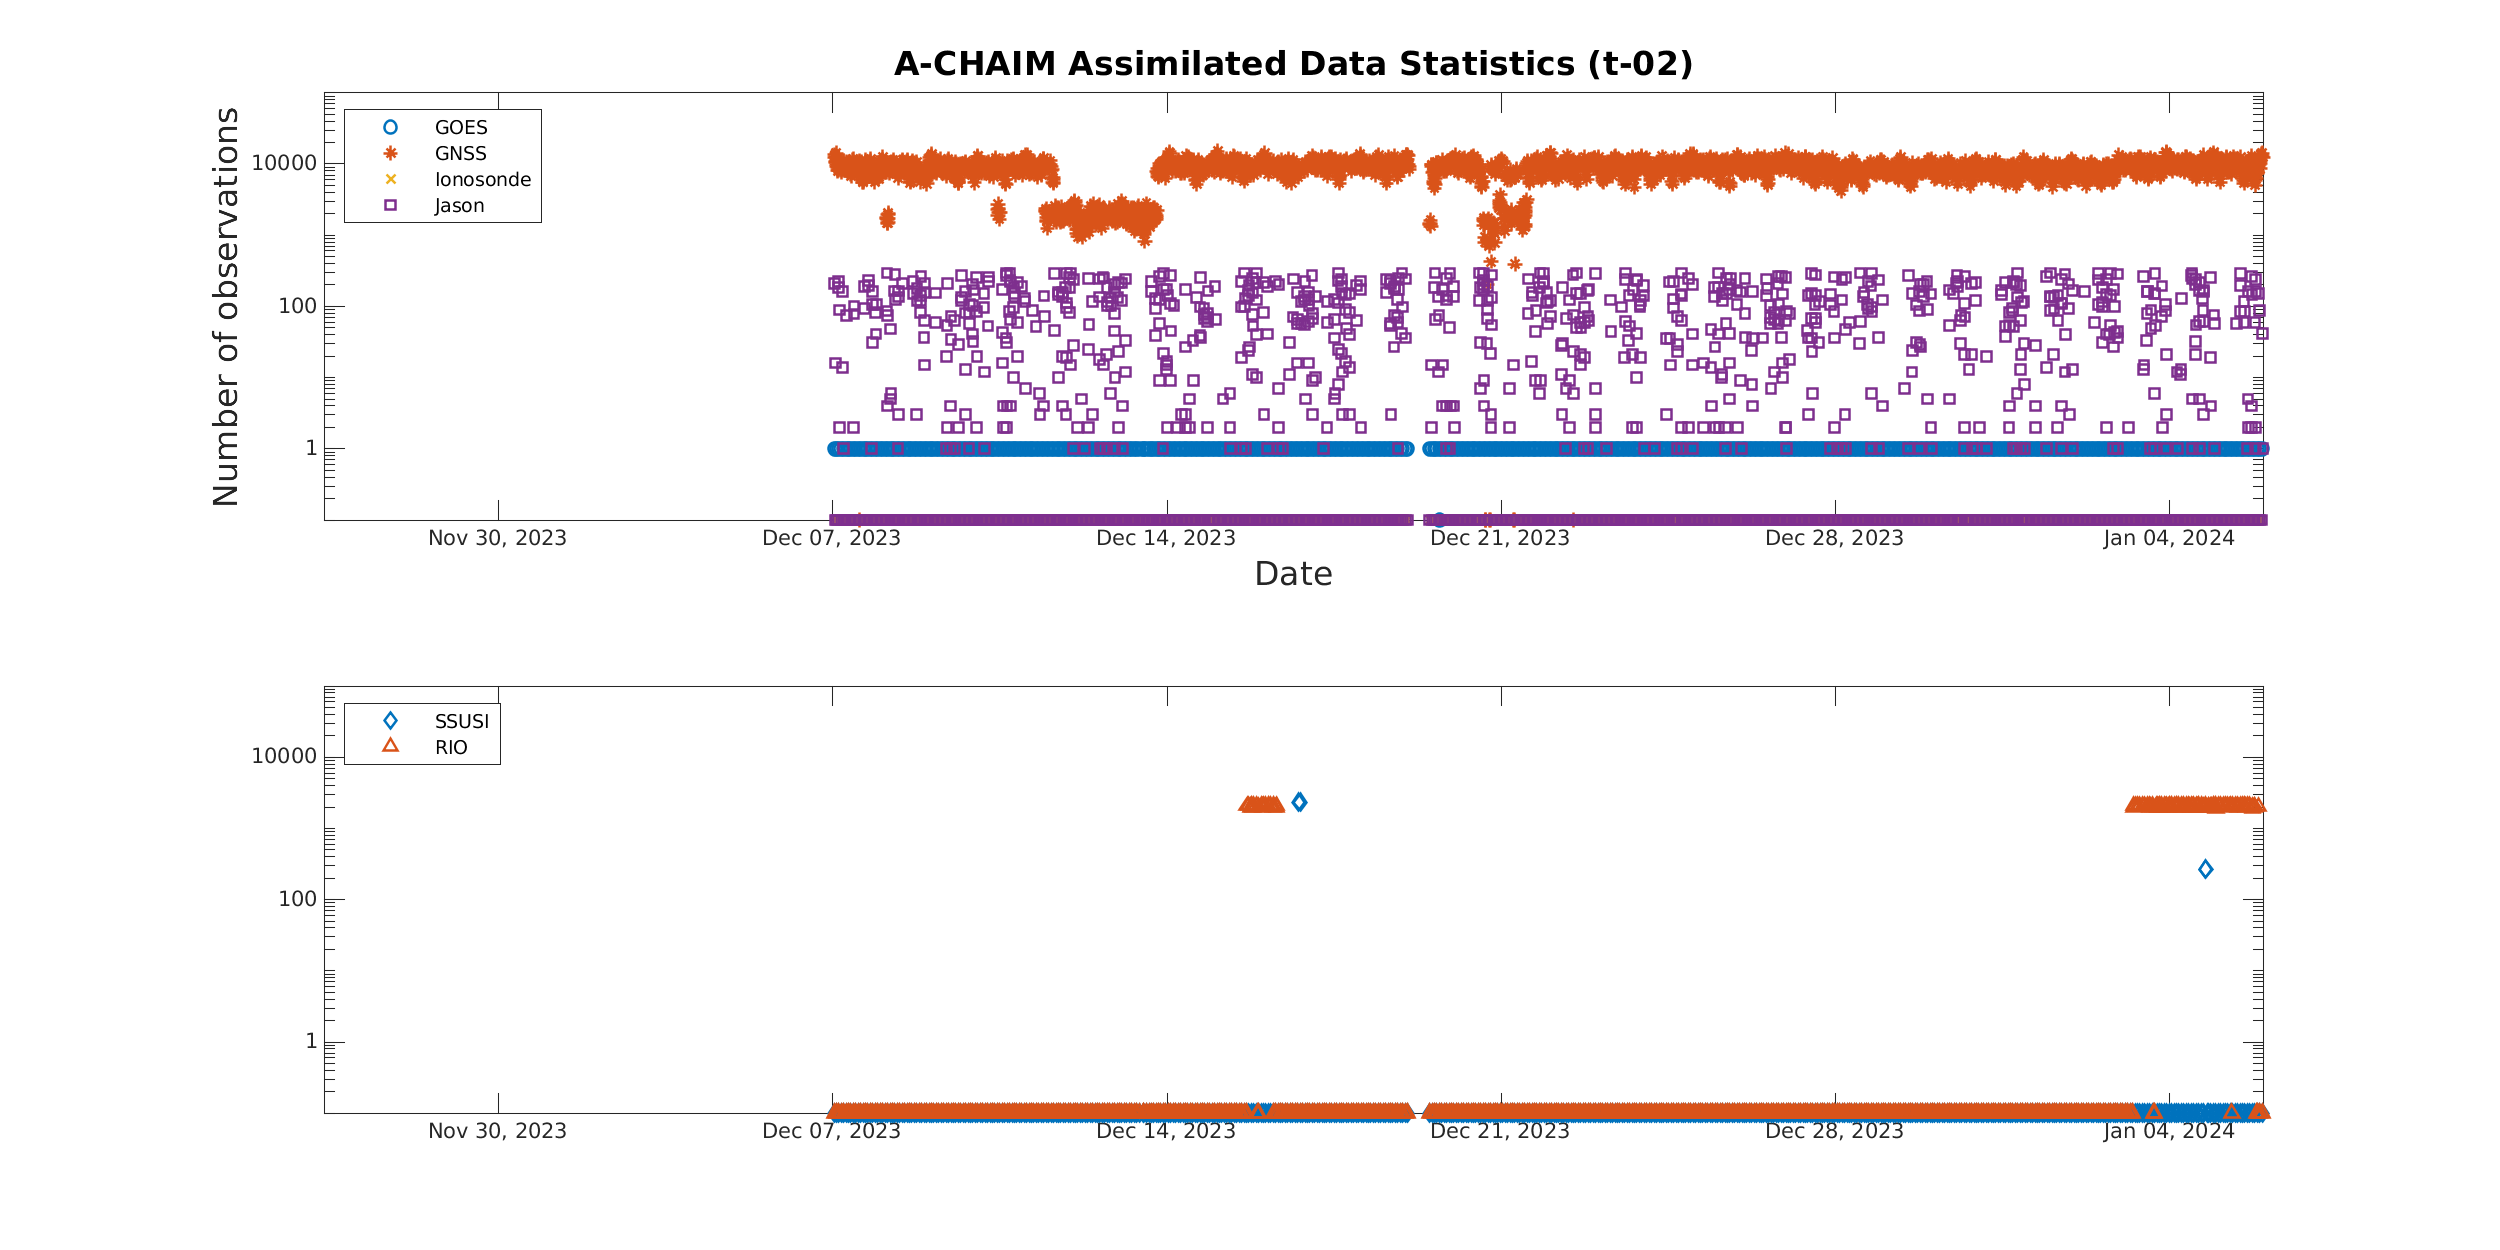 A-CHAIM Assimilated Data Statistics (t-02)
Number of observations
10000
100
1
GOES
GNSS
Ionosonde
Jason
Nov 30, 2023
Dec 07, 2023
Dec 14, 2023
Dec 21, 2023
Dec 28, 2023
Jan 04, 2024
Date
10000
100
1
SSUSI
RIO
Nov 30, 2023
Dec 07, 2023
Dec 14, 2023
Dec 21, 2023
Dec 28, 2023
Jan 04, 2024